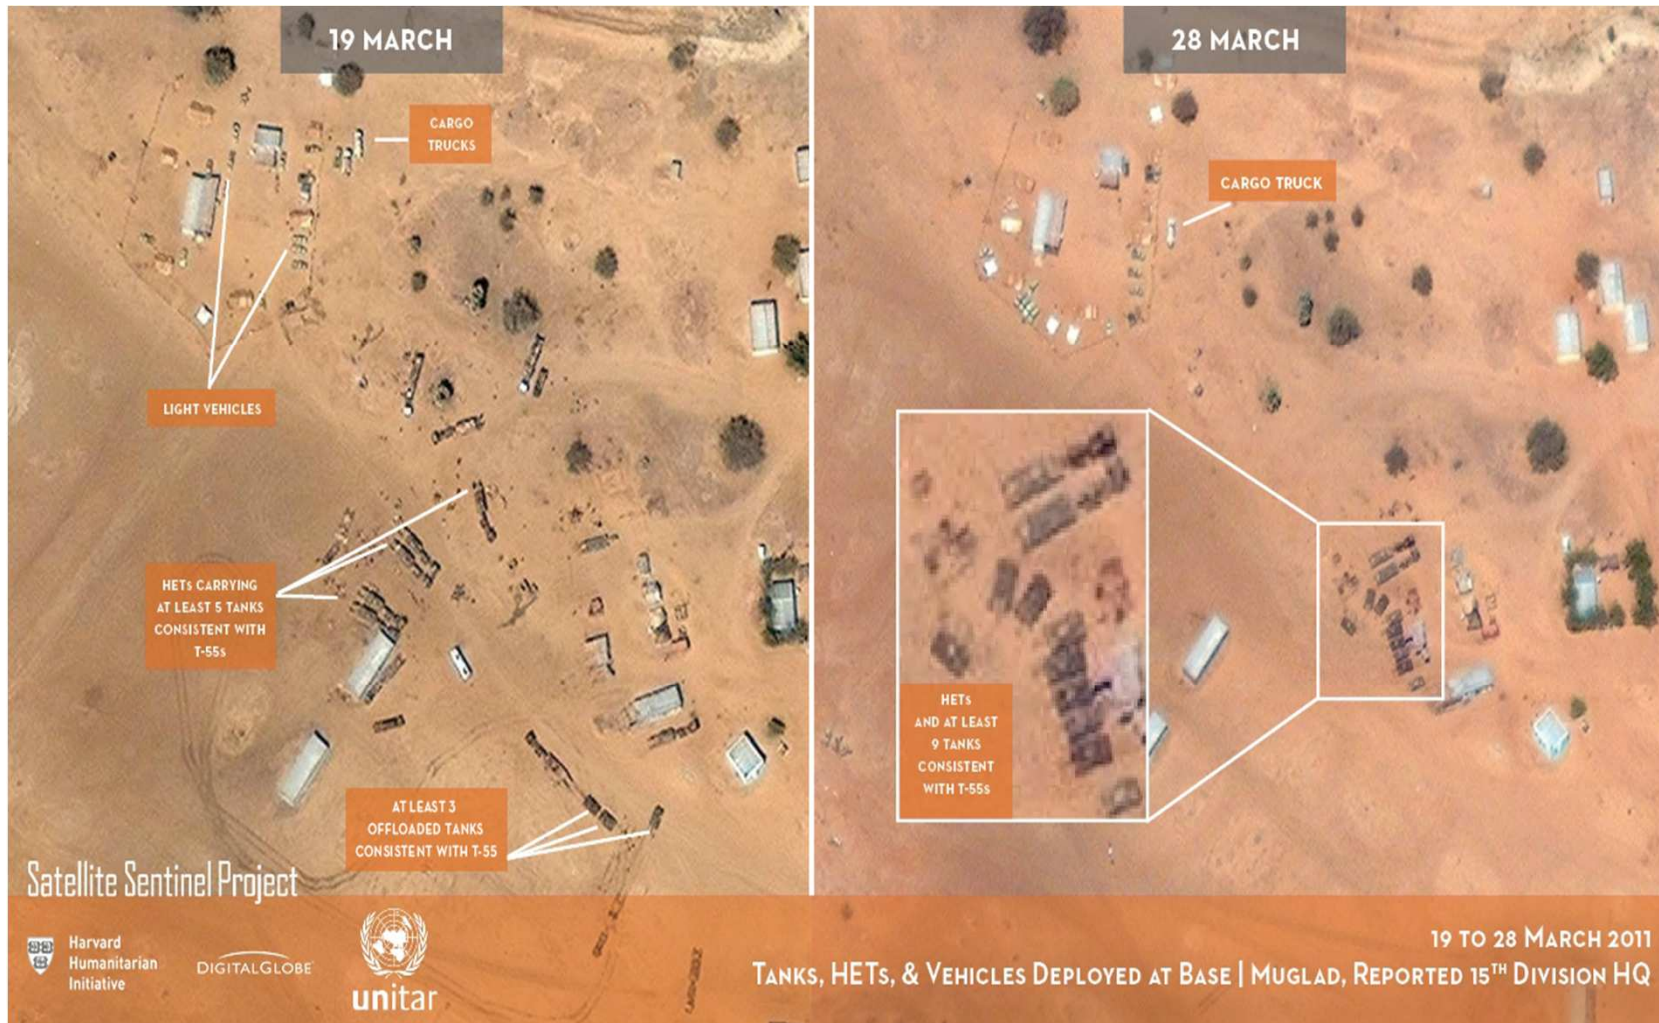 19 MARCH
28 MARCH
CARGO
TRUCKS
CARGO TRUCK
LIGHT VEHICLES
HETs CARRYING
AT LEAST 5 TANKS
CONSISTENT WITH
T-55s
HETs
AND AT LEAST
9 TANKS
CONSISTENT
WITH T-55s
AT LEAST 3
OFFLOADED TANKS
CONSISTENT WITH T-55
Satellite Sentinel Project
Harvard
Humanitarian
Initiative
DIGITALGLOBE
unitar
19 TO 28 MARCH 2011
TANKS, HETS, & VEHICLES DEPLOYED AT BASE | MUGLAD, REPORTED 15TH DIVISION HQ